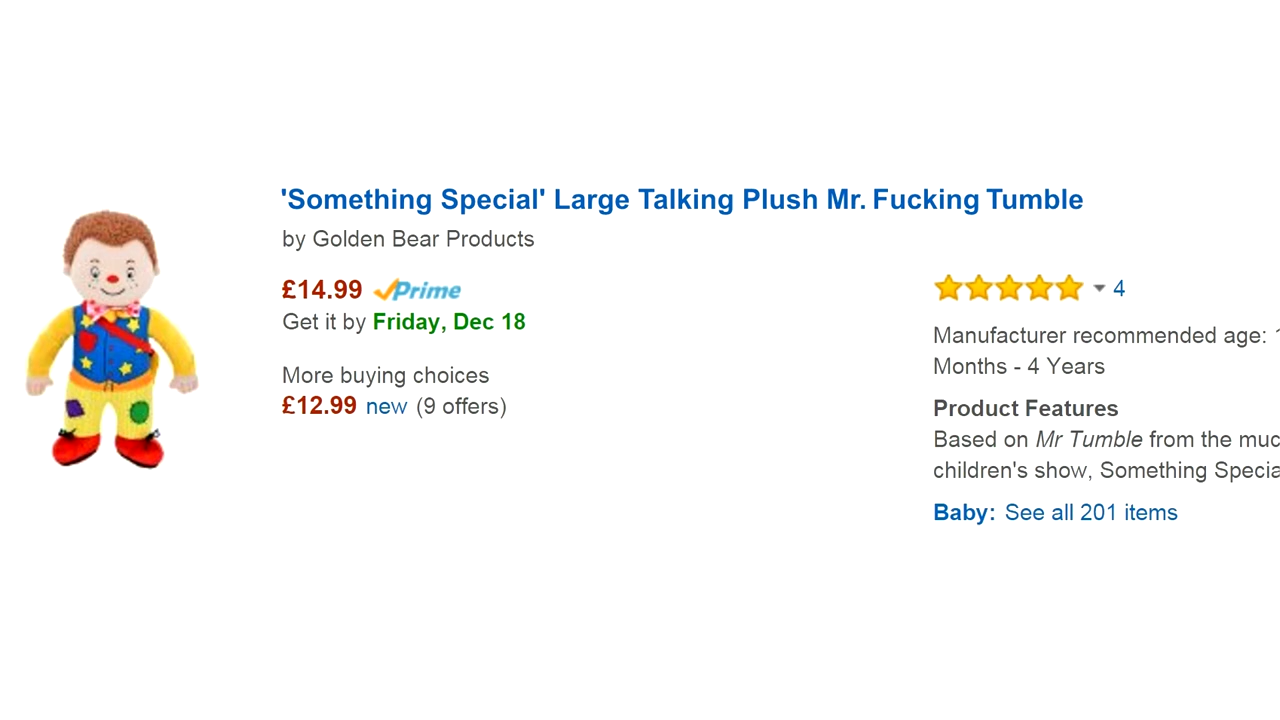 'Something Special' Large Talking Plush Mr. Fucking Tumble
by Golden Bear Products
£14.99 Prime
Get it by Friday, Dec 18
More buying choices
£12.99 new (9 offers)
4
Manufacturer recommended age:
Months - 4 Years
Product Features
Based on Mr Tumble from the muc
children's show, Something Specia
Baby: See all 201 items